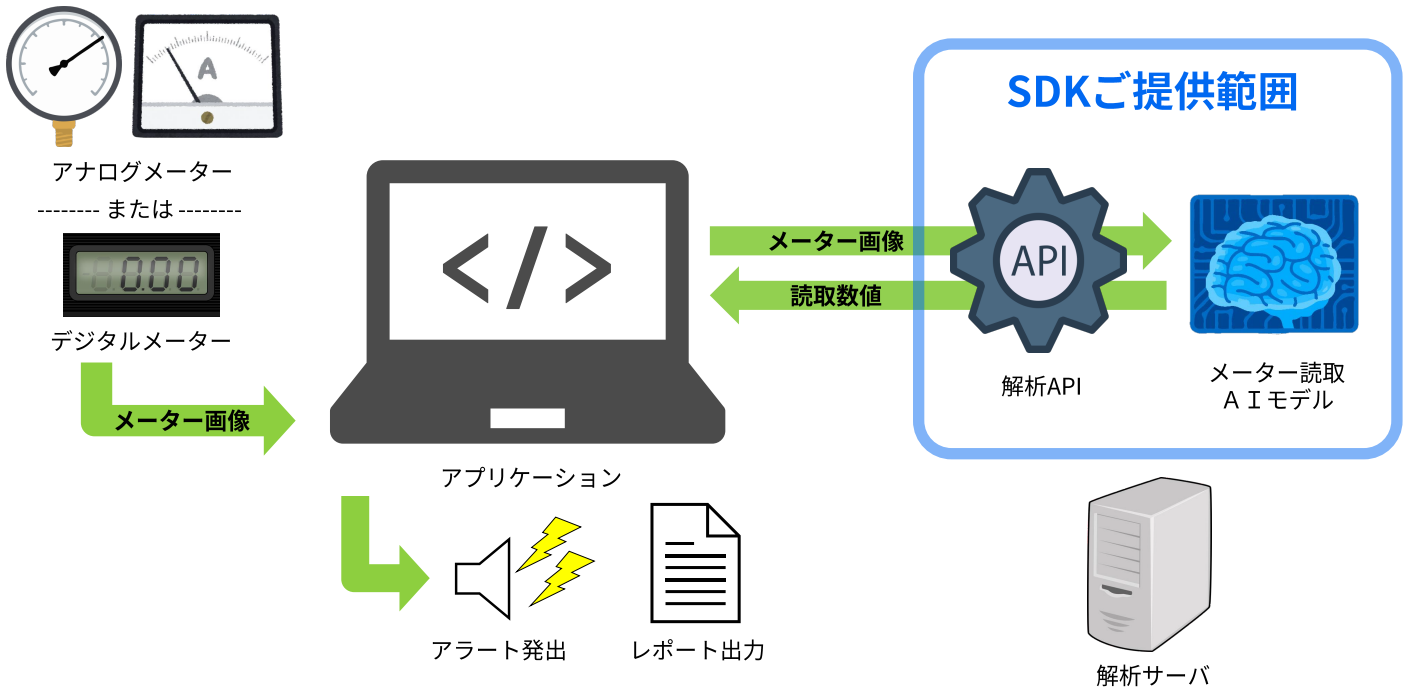 A
アナログメーター
-------- または --------
0.00
デジタルメーター
メーター画像
</>
アプリケーション
アラート発出
レポート出力
SDKご提供範囲
メーター画像
読取数値
API
解析API
メーター読取
ＡＩモデル
解析サーバ